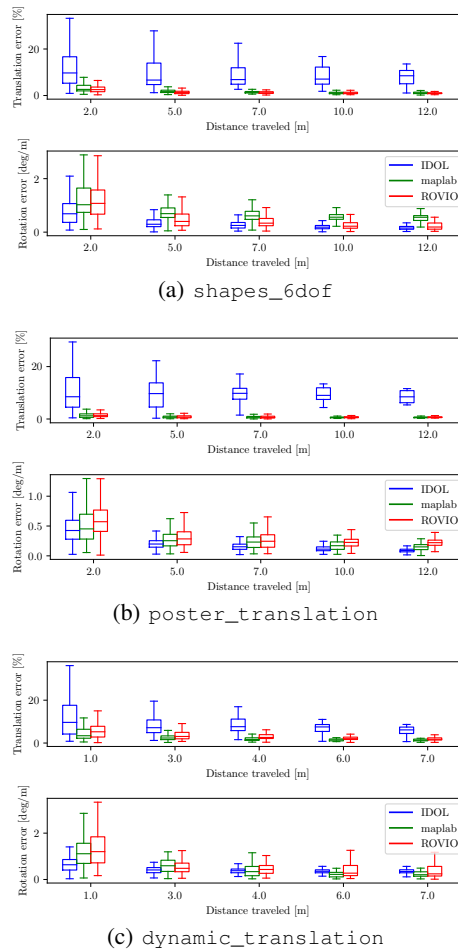 Translation error [%]
20
0
2.0 5.0 7.0 10.0 12.0
Distance traveled [m]
Rotation error [deg/m]
2
0
IDOL
maplab
ROVIO
2.0 5.0 7.0 10.0 12.0
Distance traveled [m]
(a) shapes_6dof
Translation error [%]
20
0
2.0 5.0 7.0 10.0 12.0
Distance traveled [m]
Rotation error [deg/m]
1.0
0.5
0.0
IDOL
maplab
ROVIO
2.0 5.0 7.0 10.0 12.0
Distance traveled [m]
(b) poster_translation
Translation error [%]
20
0
1.0 3.0 4.0 6.0 7.0
Distance traveled [m]
Rotation error [deg/m]
2
0
IDOL
maplab
ROVIO
1.0 3.0 4.0 6.0 7.0
Distance traveled [m]
(c) dynamic_translation